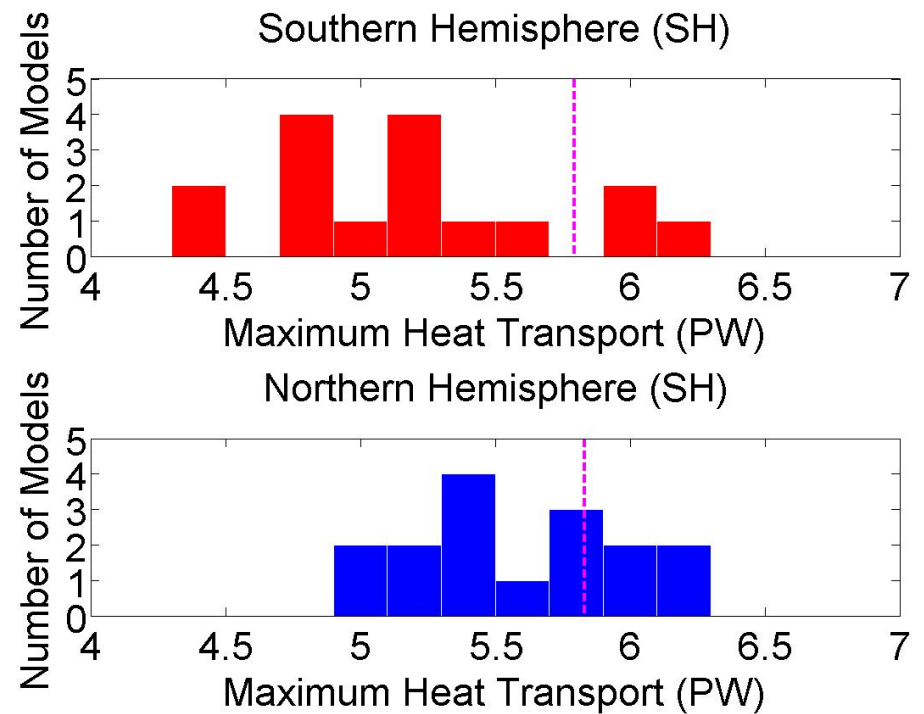 Southern Hemisphere (SH)
Number of Models
5
4
3
2
1
0
4 4.5 5 5.5 6 6.5 7
Maximum Heat Transport (PW)
Northern Hemisphere (SH)
Number of Models
5
4
3
2
1
0
4 4.5 5 5.5 6 6.5 7
Maximum Heat Transport (PW)